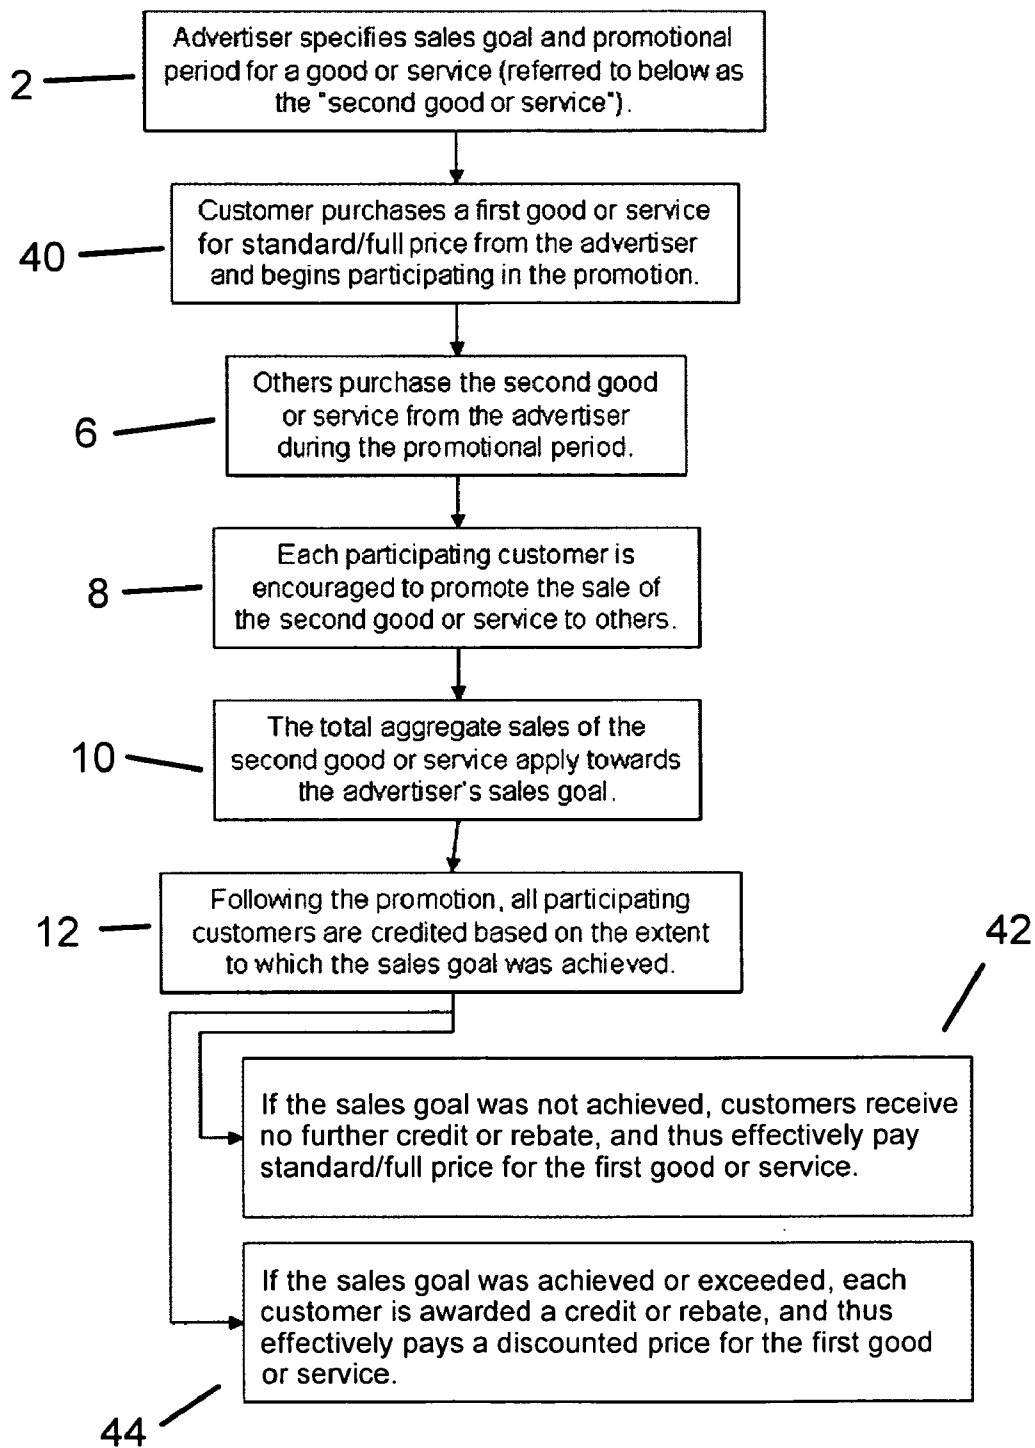 Advertiser specifies sales goal and promotional
period for a good or service (referred to below as
the "second good or service").
2
Customer purchases a first good or service
for standard/full price from the advertiser
and begins participating in the promotion.
40
Others purchase the second good
or service from the advertiser
during the promotional period.
6
Each participating customer is
encouraged to promote the sale of
the second good or service to others.
8
The total aggregate sales of the
second good or service apply towards
the advertiser's sales goal.
10
Following the promotion, all participating
customers are credited based on the extent
to which the sales goal was achieved.
12
42
If the sales goal was not achieved, customers receive
no further credit or rebate, and thus effectively pay
standard/full price for the first good or service.
If the sales goal was achieved or exceeded, each
customer is awarded a credit or rebate, and thus
effectively pays a discounted price for the first good
or service.
44